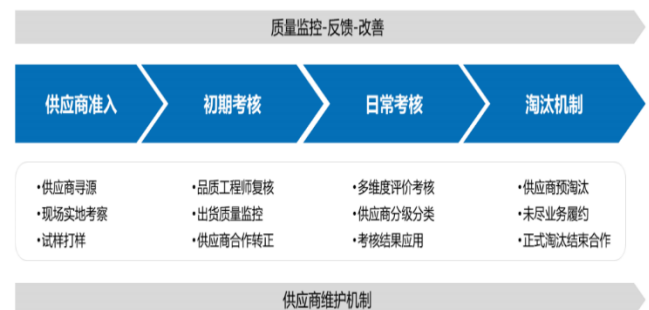 质量监控-反馈-改善
供应商准入
初期考核
日常考核
淘汰机制
•供应商寻源
•现场实地考察
•试样打样
•品质工程师复核
•出货质量监控
•供应商合作转正
•多维度评价考核
•供应商分级分类
•考核结果应用
•供应商预淘汰
•未尽业务履约
•正式淘汰结束合作
供应商维护机制